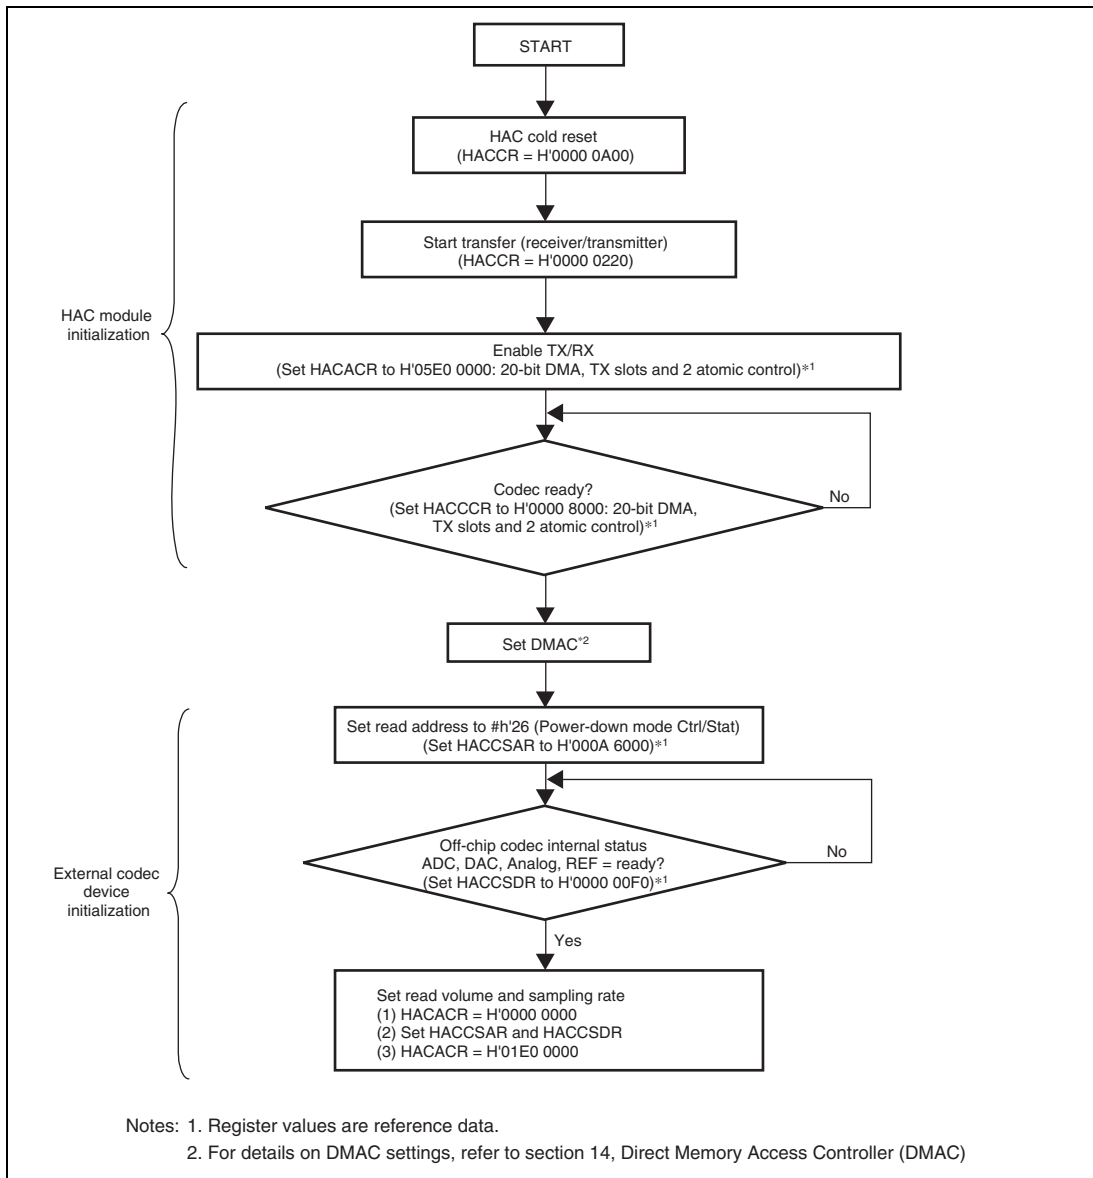 START
HAC cold reset
(HACCR = H'0000 0A00)
Start transfer (receiver/transmitter)
(HACCR = H'0000 0220)
HAC module
initialization
Enable TX/RX
(Set HACACR to H'05E0 0000: 20-bit DMA, TX slots and 2 atomic control)*1
Codec ready?
(Set HACCCR to H'0000 8000: 20-bit DMA,
TX slots and 2 atomic control)*1
No
Set DMAC*2
Set read address to #h'26 (Power-down mode Ctrl/Stat)
(Set HACCSAR to H'000A 6000)*1
Off-chip codec internal status
ADC, DAC, Analog, REF = ready?
(Set HACCSDR to H'0000 00F0)*1
No
External codec
device
initialization
Yes
Set read volume and sampling rate
(1) HACACR = H'0000 0000
(2) Set HACCSAR and HACCSDR
(3) HACACR = H'01E0 0000
Notes: 1. Register values are reference data.
2. For details on DMAC settings, refer to section 14, Direct Memory Access Controller (DMAC)